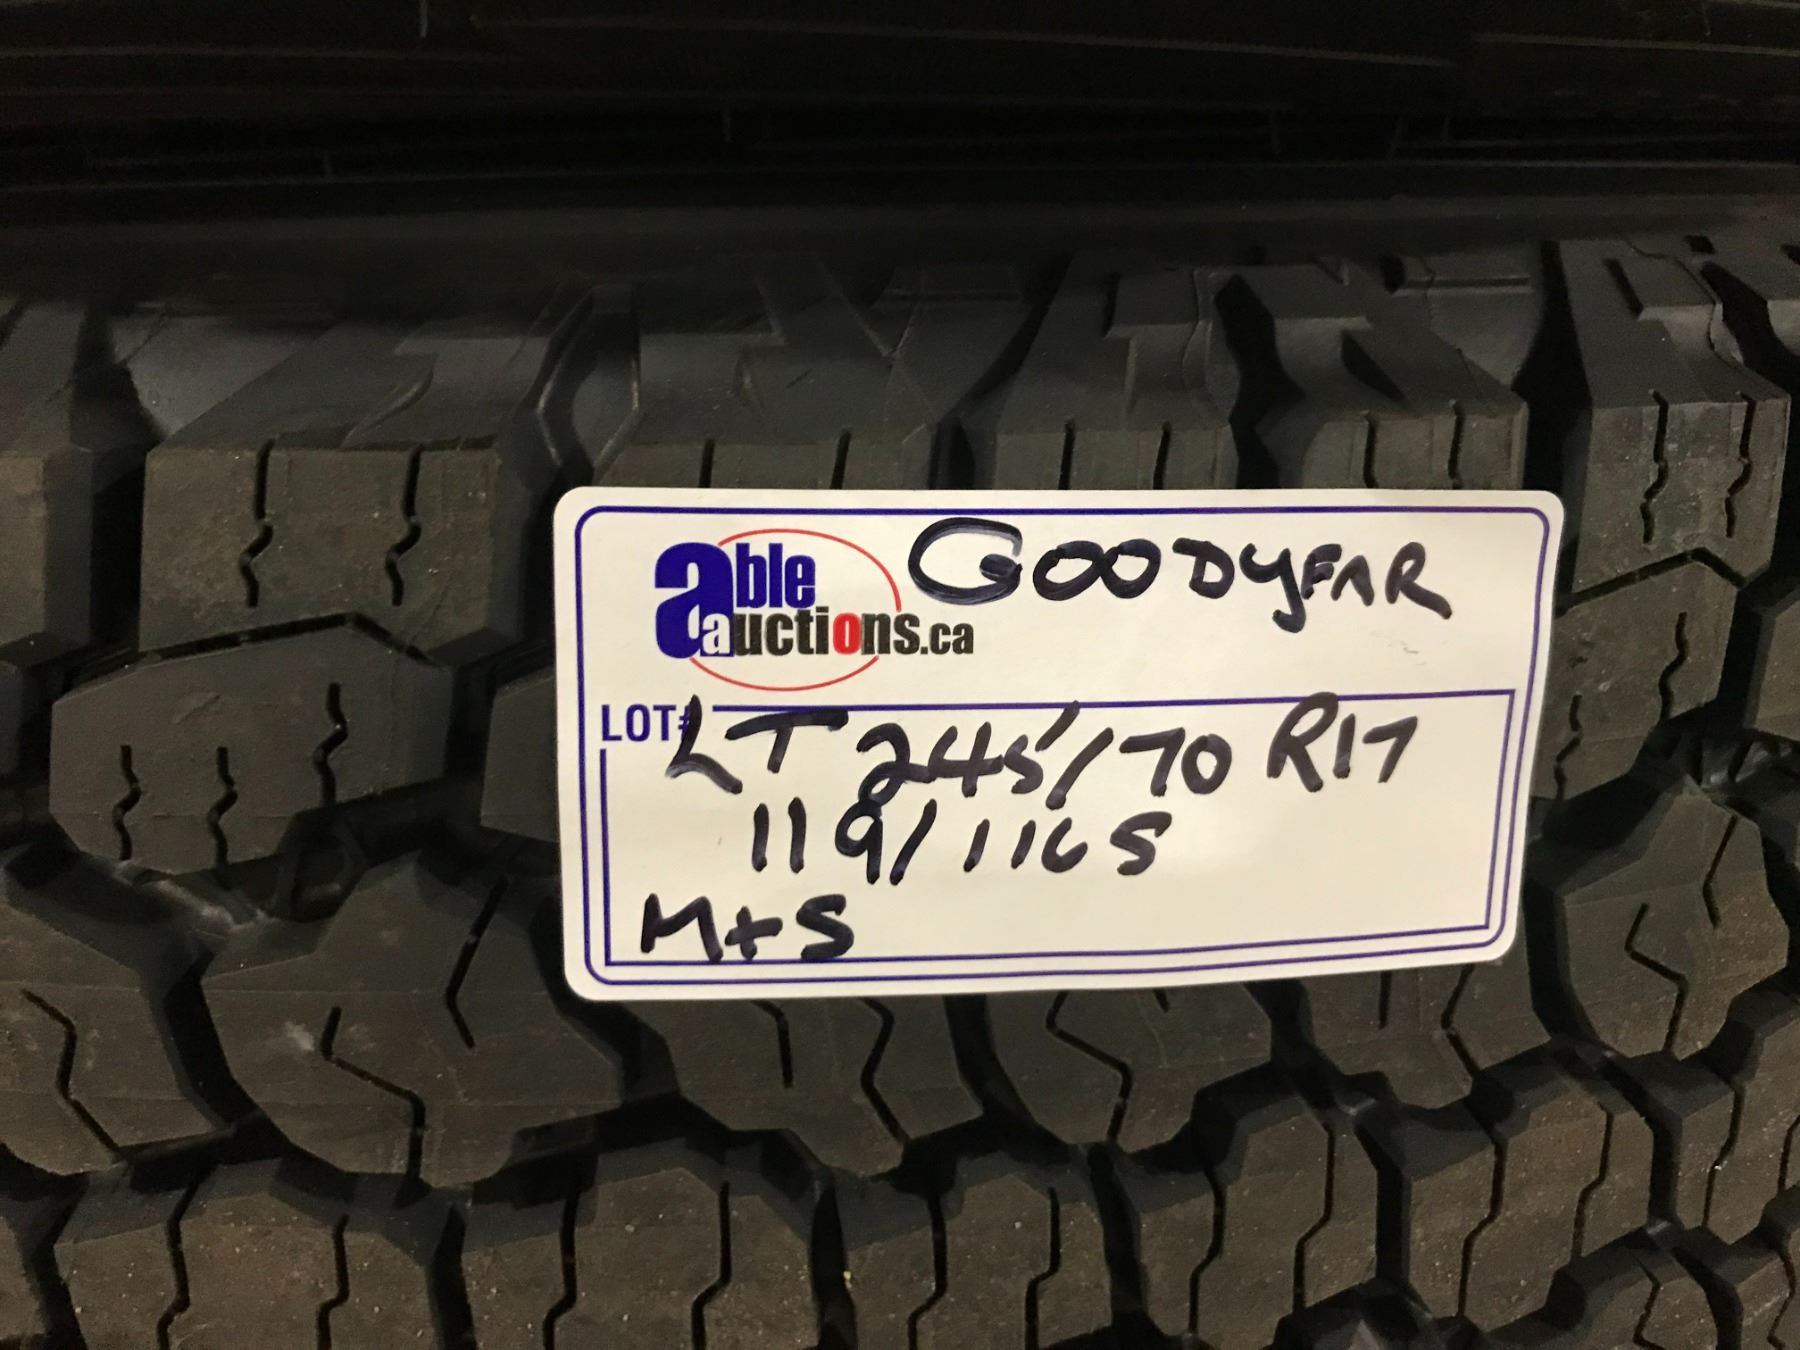 able auctions.ca
GOODYEAR
LOT#
LT 245/70 R17
119/116S
M+S